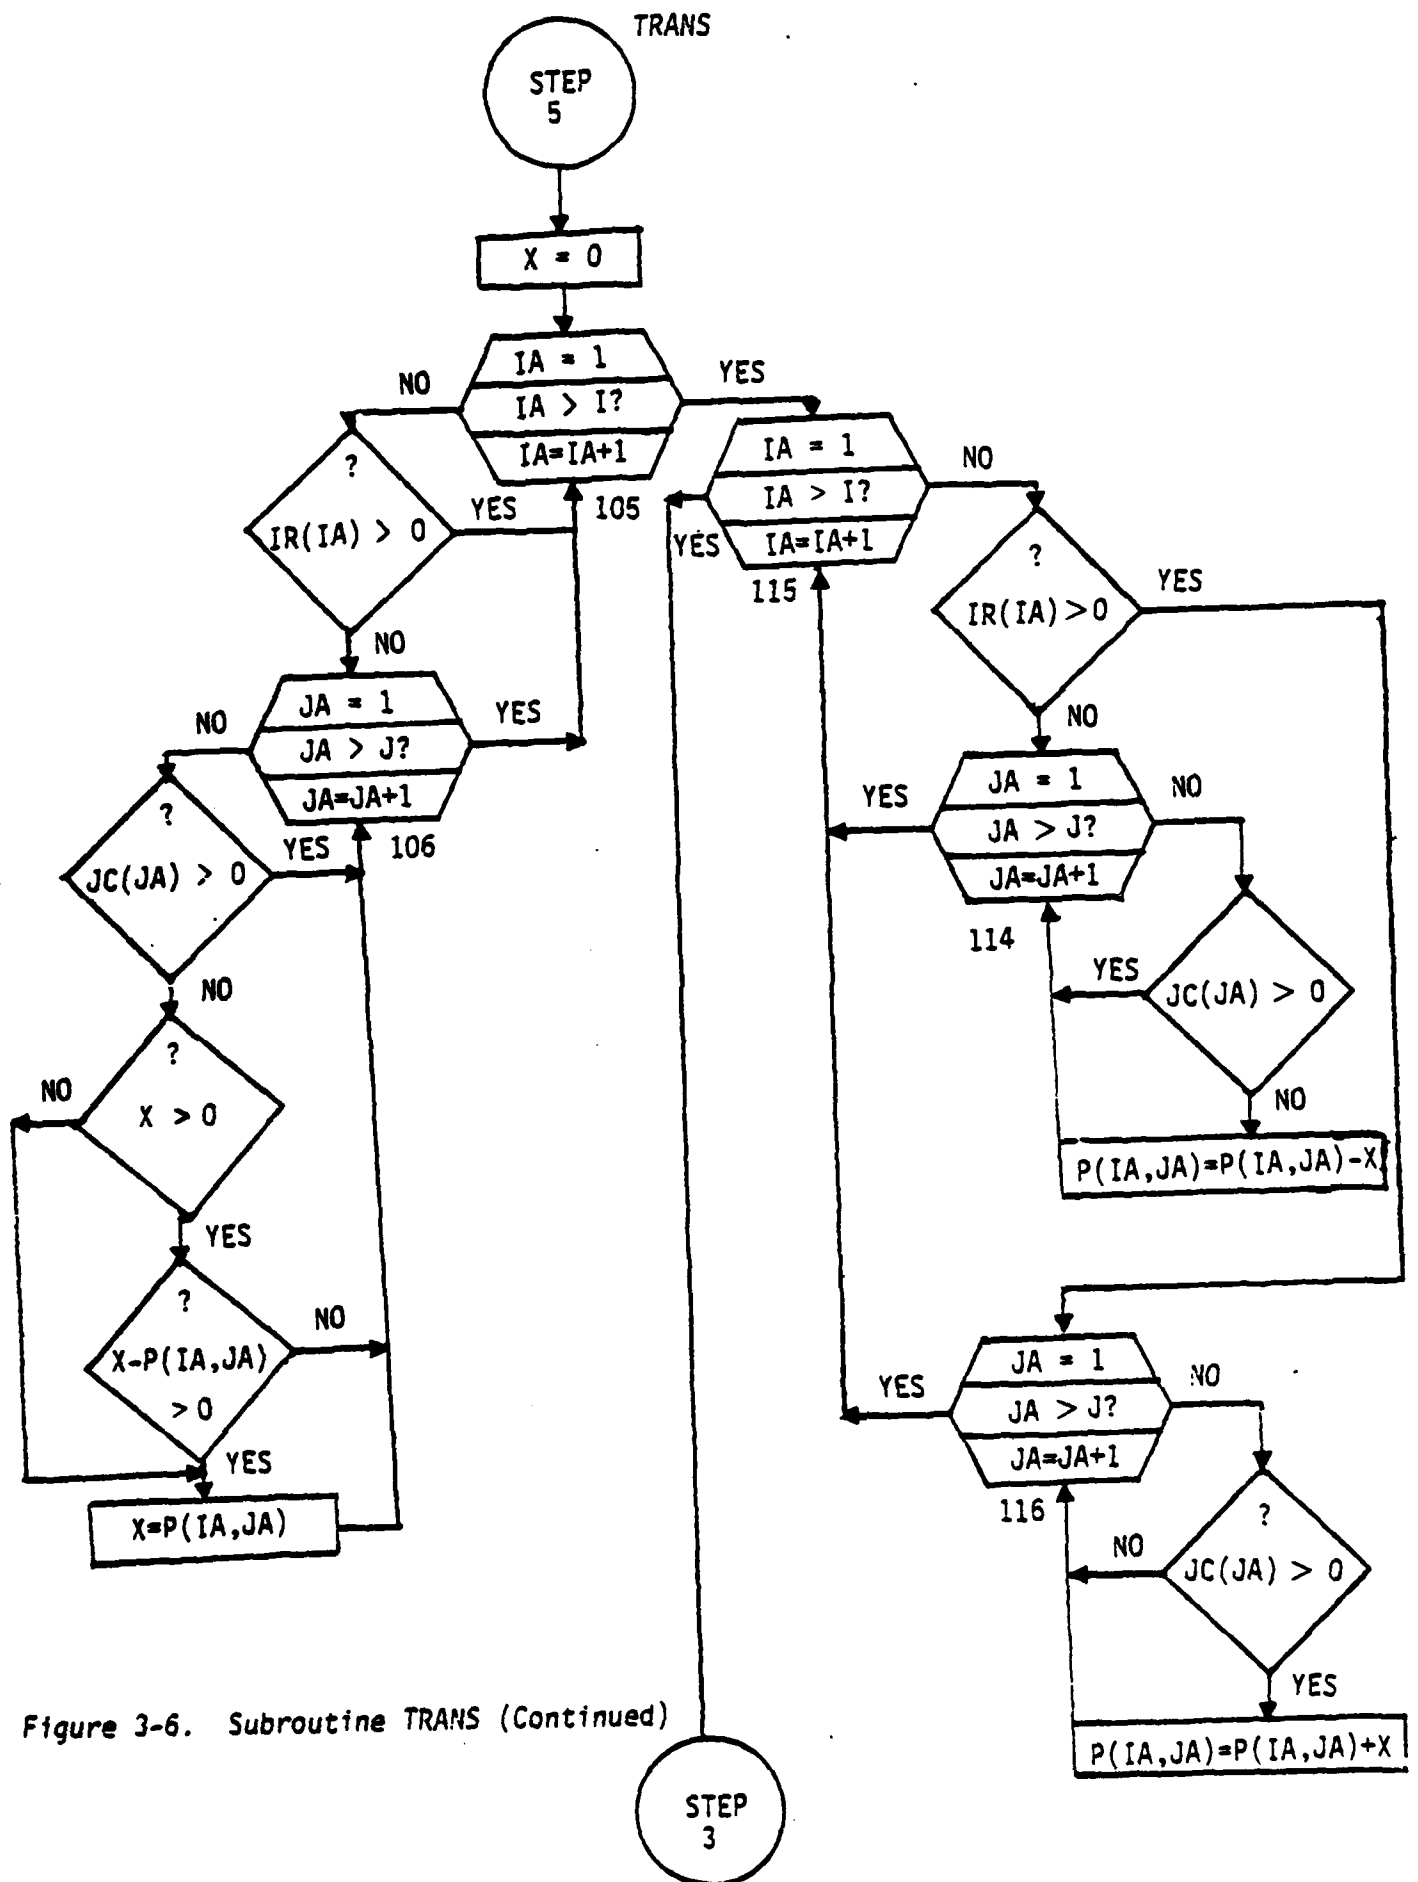 TRANS
STEP
5
X = 0
IA = 1
IA > I?
IA=IA+1
NO
YES
105
?
IR(IA) > 0
YES
NO
JA = 1
JA > J?
JA=JA+1
NO
YES
106
?
JC(JA) > 0
YES
NO
?
X > 0
NO
YES
?
X-P(IA,JA)
> 0
NO
YES
X=P(IA,JA)
IA = 1
IA > I?
IA=IA+1
NO
YES
115
?
IR(IA) > 0
YES
NO
JA = 1
JA > J?
JA=JA+1
YES
NO
114
JC(JA) > 0
YES
NO
P(IA,JA)=P(IA,JA)-X
JA = 1
JA > J?
JA=JA+1
YES
NO
116
?
JC(JA) > 0
NO
YES
P(IA,JA)=P(IA,JA)+X
Figure 3-6. Subroutine TRANS (Continued)
STEP
3